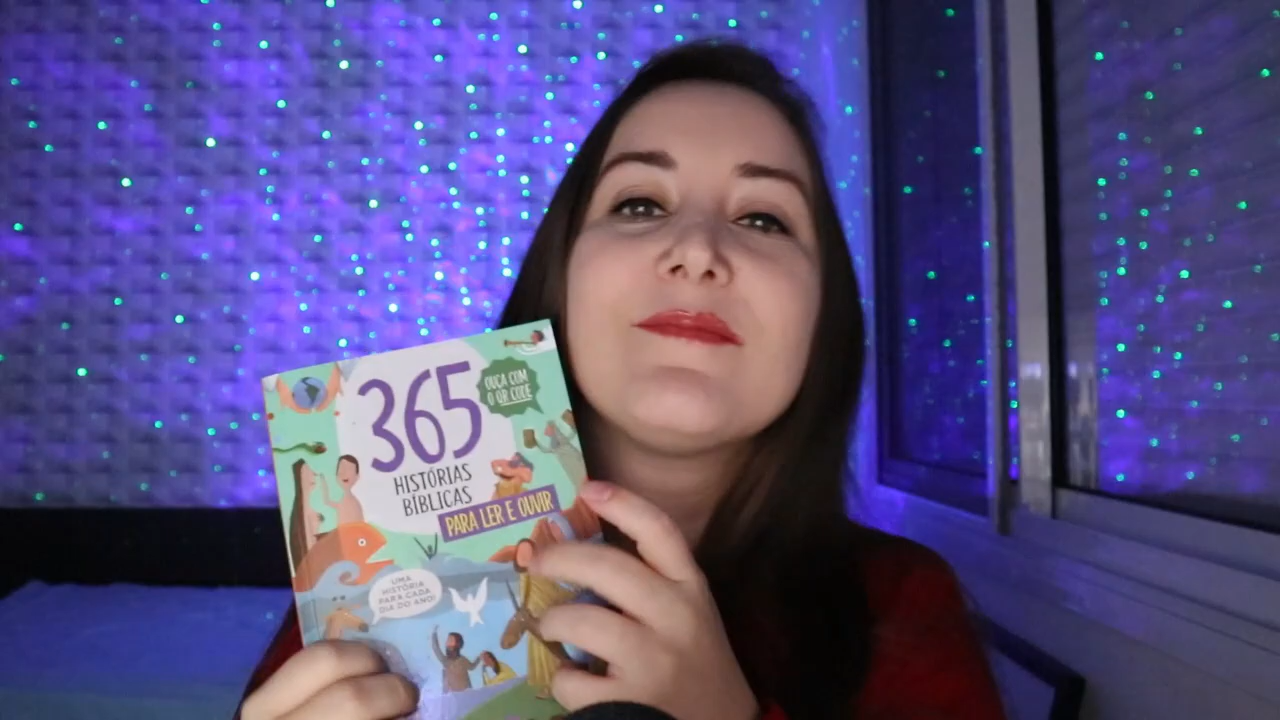 365
OUÇA COM
O QR CODE
HISTÓRIAS
BÍBLICAS
PARA LER E OUVIR
UMA
HISTÓRIA
PARA CADA
DIA DO ANO!